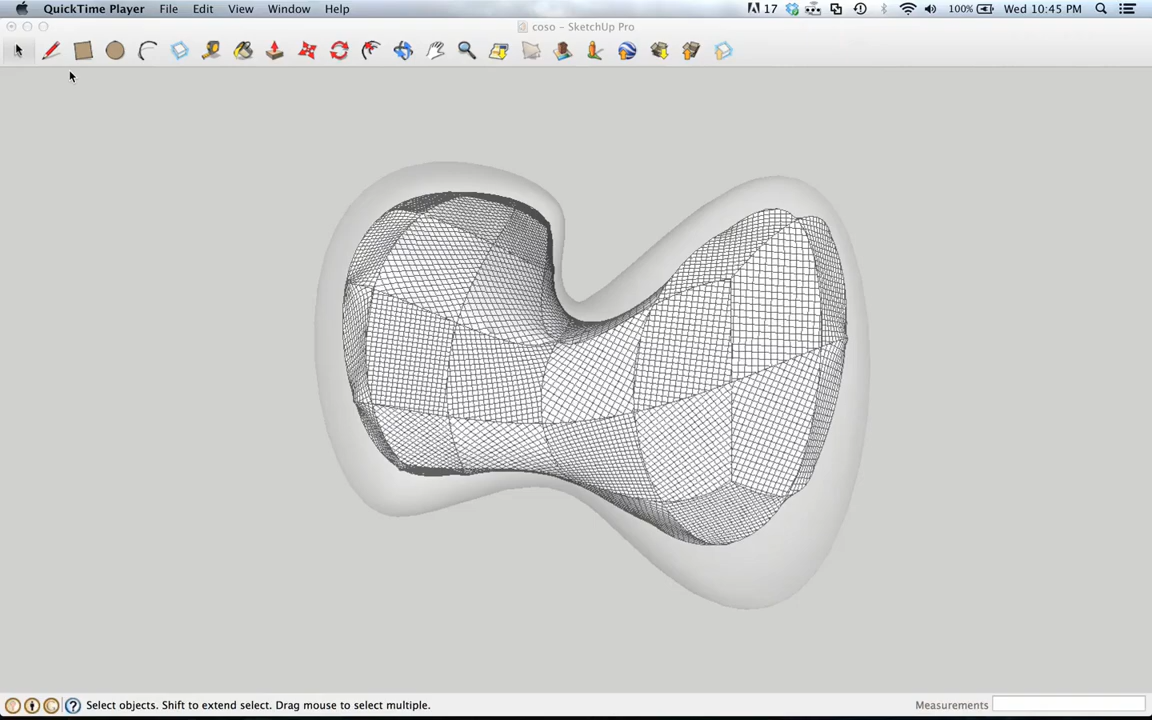 QuickTime Player File Edit View Window Help 17 100% Wed 10:45 PM
coso – SketchUp Pro
Select objects. Shift to extend select. Drag mouse to select multiple. Measurements